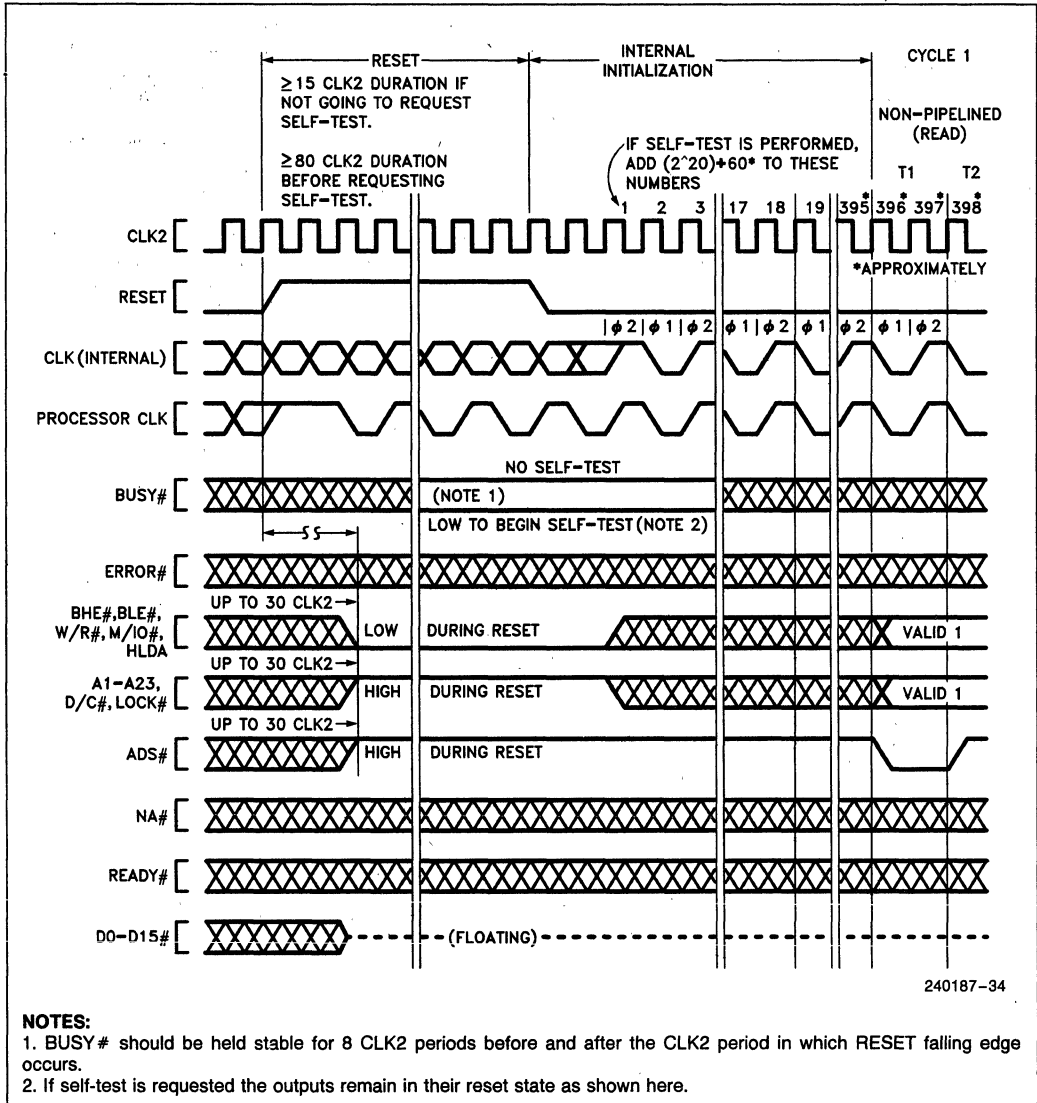 RESET
INTERNAL
INITIALIZATION
CYCLE 1
≥15 CLK2 DURATION IF
NOT GOING TO REQUEST
SELF-TEST.
NON-PIPELINED
(READ)
≥80 CLK2 DURATION
BEFORE REQUESTING
SELF-TEST.
IF SELF-TEST IS PERFORMED,
ADD (2^20)+60* TO THESE
NUMBERS
T1 T2
1 2 3 17 18 19 395* 396* 397* 398*
CLK2
*APPROXIMATELY
RESET
|ϕ2|ϕ1|ϕ2 ϕ1|ϕ2 ϕ1 ϕ2 ϕ1|ϕ2
CLK (INTERNAL)
PROCESSOR CLK
NO SELF-TEST
BUSY# (NOTE 1)
LOW TO BEGIN SELF-TEST (NOTE 2)
ERROR#
UP TO 30 CLK2
BHE#,BLE#,
W/R#, M/IO#, LOW DURING RESET VALID 1
HLDA
UP TO 30 CLK2
A1-A23,
D/C#, LOCK# HIGH DURING RESET VALID 1
UP TO 30 CLK2
ADS# HIGH DURING RESET
NA#
READY#
D0-D15# (FLOATING)
240187-34
NOTES:
1. BUSY# should be held stable for 8 CLK2 periods before and after the CLK2 period in which RESET falling edge
occurs.
2. If self-test is requested the outputs remain in their reset state as shown here.